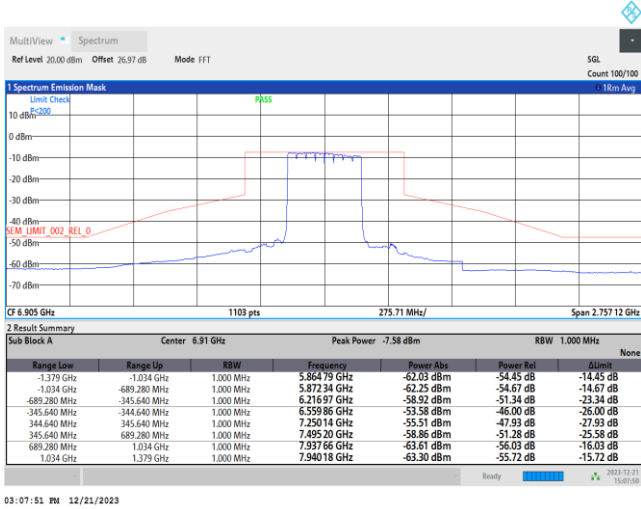 MultiView Spectrum
Ref Level 20.00 dBm Offset 26.97 dB Mode FFT SGL
Count 100/100
1 Spectrum Emission Mask 1Rm Avg
Limit Check PASS
P<200
10 dBm
0 dBm
-10 dBm
-20 dBm
-30 dBm
-40 dBm
SEM_LIMIT_002_REL_0
-50 dBm
-60 dBm
-70 dBm
CF 6.905 GHz 1103 pts 275.71 MHz/ Span 2.757 12 GHz
2 Result Summary
Sub Block A Center 6.91 GHz Peak Power -7.58 dBm RBW 1.000 MHz
None
Range Low Range Up RBW Frequency Power Abs Power Rel ΔLimit
-1.379 GHz -1.034 GHz 1.000 MHz 5.864 79 GHz -62.03 dBm -54.45 dB -14.45 dB
-1.034 GHz -689.280 MHz 1.000 MHz 5.872 34 GHz -62.25 dBm -54.67 dB -14.67 dB
-689.280 MHz -345.640 MHz 1.000 MHz 6.216 97 GHz -58.92 dBm -51.34 dB -23.34 dB
-345.640 MHz -344.640 MHz 1.000 MHz 6.559 86 GHz -53.58 dBm -46.00 dB -26.00 dB
344.640 MHz 345.640 MHz 1.000 MHz 7.250 14 GHz -55.51 dBm -47.93 dB -27.93 dB
345.640 MHz 689.280 MHz 1.000 MHz 7.495 20 GHz -58.86 dBm -51.28 dB -25.58 dB
689.280 MHz 1.034 GHz 1.000 MHz 7.937 66 GHz -63.61 dBm -56.03 dB -16.03 dB
1.034 GHz 1.379 GHz 1.000 MHz 7.940 18 GHz -63.30 dBm -55.72 dB -15.72 dB
Ready 2023-12-21
15:07:50
03:07:51 PM 12/21/2023